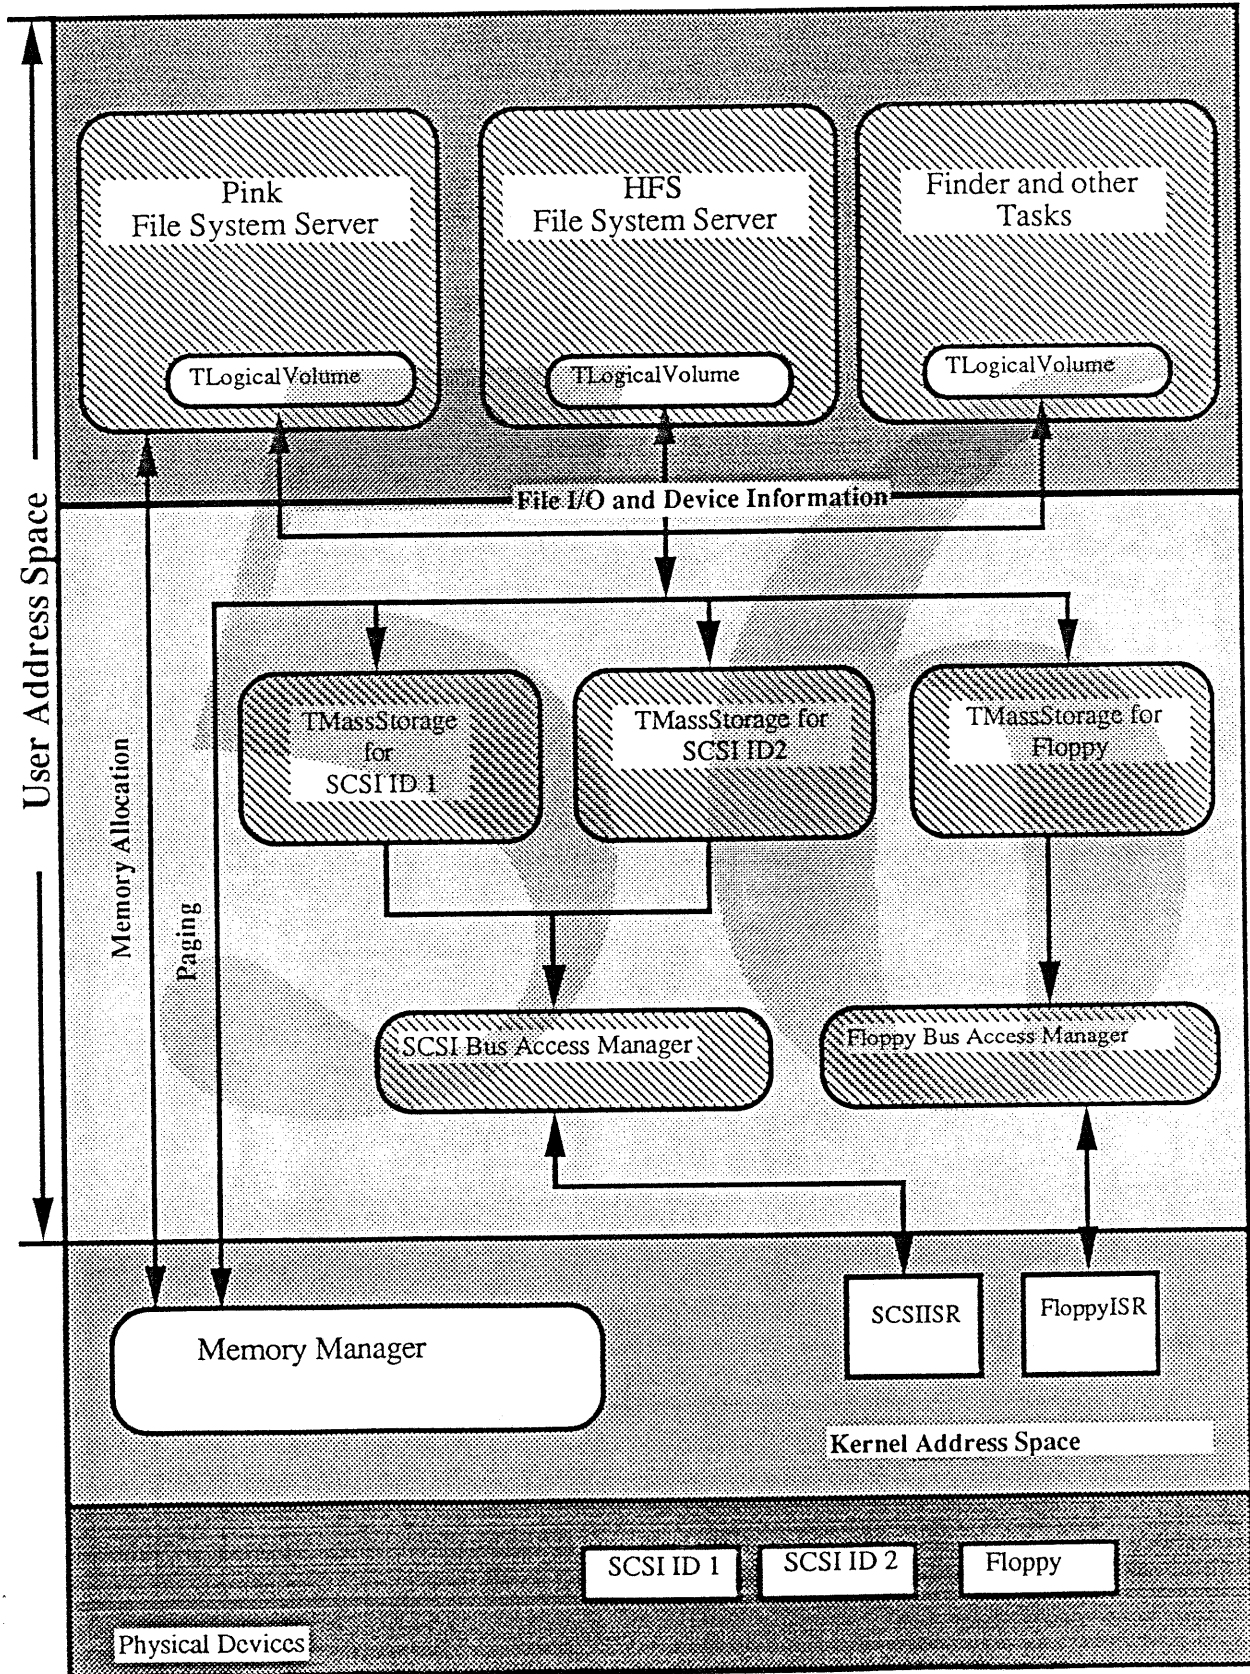 Pink
File System Server
HFS
File System Server
Finder and other
Tasks
TLogicalVolume
TLogicalVolume
TLogicalVolume
File I/O and Device Information
User Address Space
Memory Allocation
Paging
TMassStorage
for
SCSI ID 1
TMassStorage for
SCSI ID2
TMassStorage for
Floppy
SCSI Bus Access Manager
Floppy Bus Access Manager
Memory Manager
SCSIISR
FloppyISR
Kernel Address Space
SCSI ID 1
SCSI ID 2
Floppy
Physical Devices